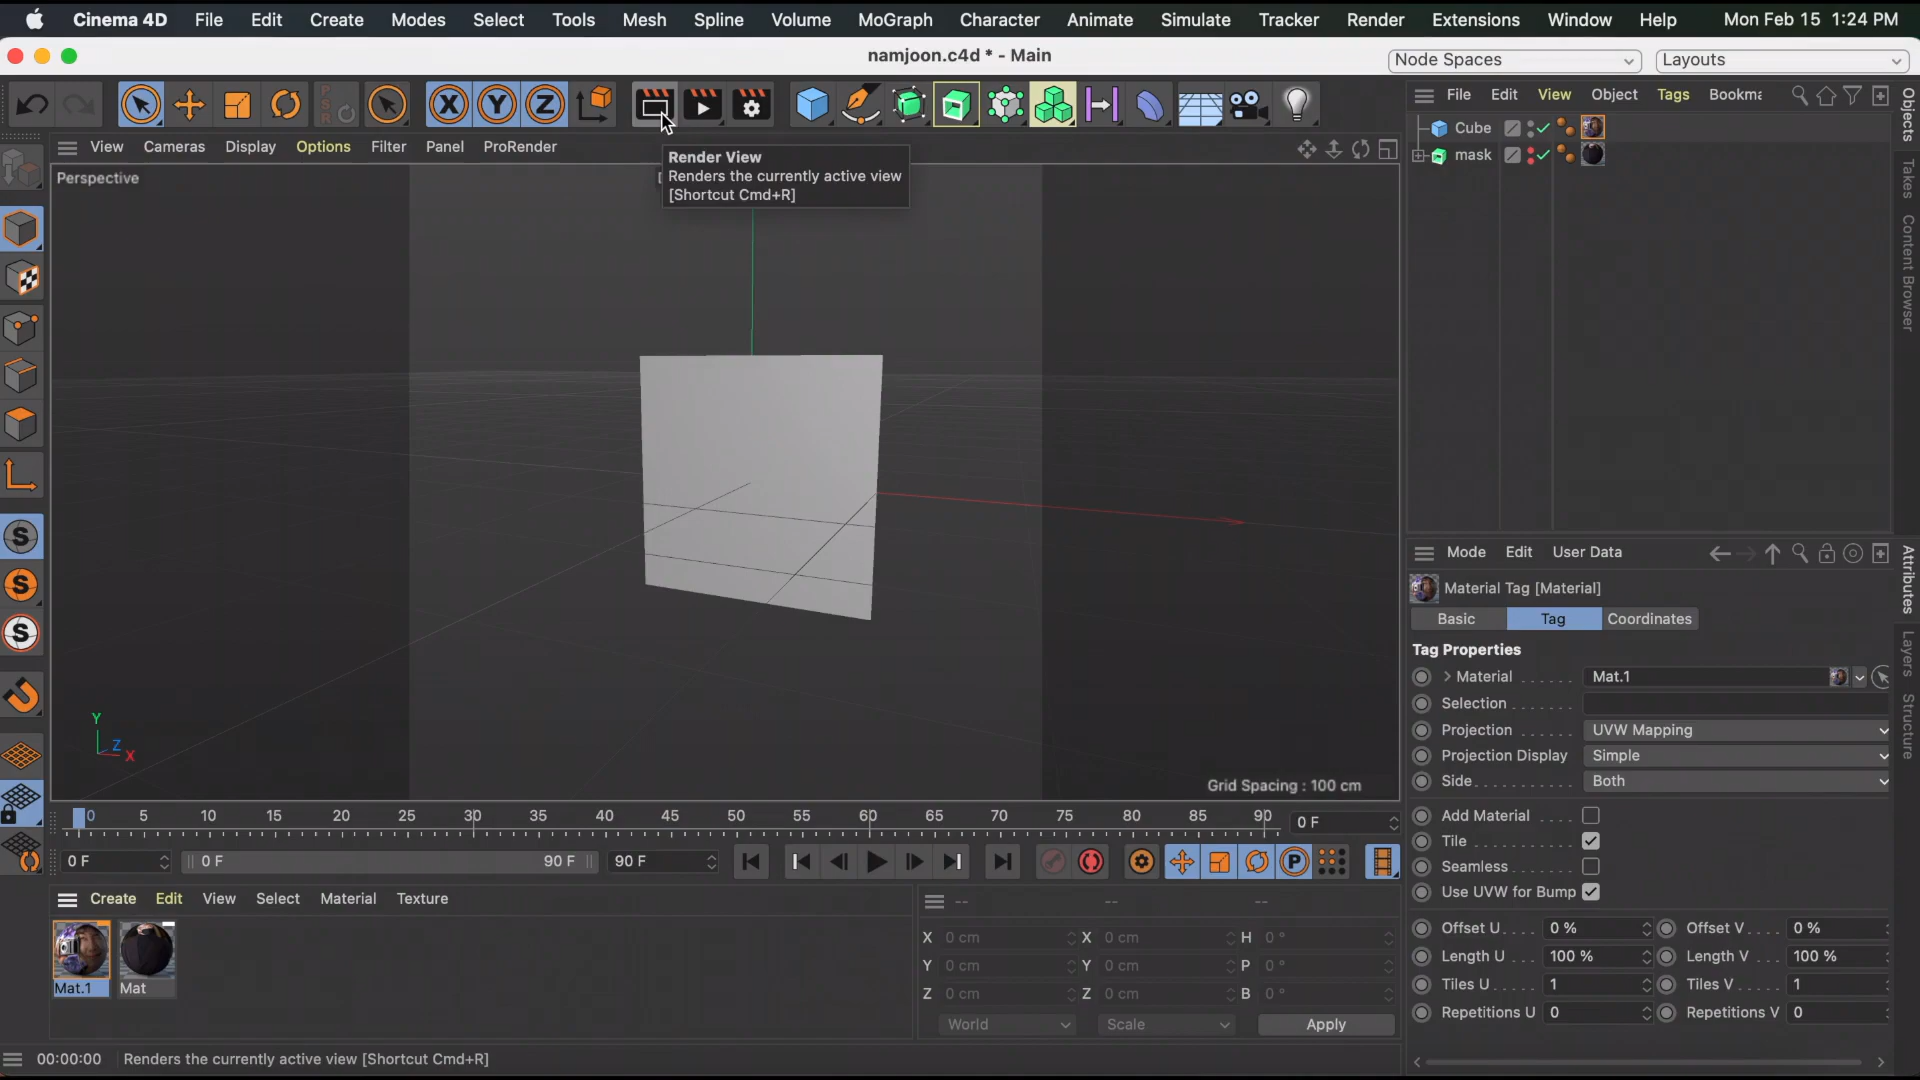 Cinema 4D File Edit Create Modes Select Tools Mesh Spline Volume MoGraph Character Animate Simulate Tracker Render Extensions Window Help Mon Feb 15 1:24 PM
namjoon.c4d * - Main
Node Spaces
Layouts
X Y Z
PSR
File Edit View Object Tags Bookm
View Cameras Display Options Filter Panel ProRender
Perspective
Render View
Renders the currently active view
[Shortcut Cmd+R]
Cube
mask
Objects
Takes
Content Browser
S
S
S
Y
Z
X
Grid Spacing : 100 cm
0 5 10 15 20 25 30 35 40 45 50 55 60 65 70 75 80 85 90
0 F
0 F
0 F
90 F
90 F
P
Create Edit View Select Material Texture
Mat.1
Mat
-- -- --
X 0 cm X 0 cm H 0 °
Y 0 cm Y 0 cm P 0 °
Z 0 cm Z 0 cm B 0 °
World
Scale
Apply
Mode Edit User Data
Material Tag [Material]
Basic Tag Coordinates
Tag Properties
Material . . . . . . Mat.1
Selection . . . . . .
Projection . . . . . UVW Mapping
Projection Display Simple
Side. . . . . . . . . . Both
Add Material . . . .
Tile . . . . . . . . . . .
Seamless . . . . . .
Use UVW for Bump
Offset U. . . . 0 % Offset V. . . . 0 %
Length U . . . 100 % Length V . . . 100 %
Tiles U. . . . . 1 Tiles V. . . . . 1
Repetitions U 0 Repetitions V 0
Attributes
Layers
Structure
00:00:00 Renders the currently active view [Shortcut Cmd+R]